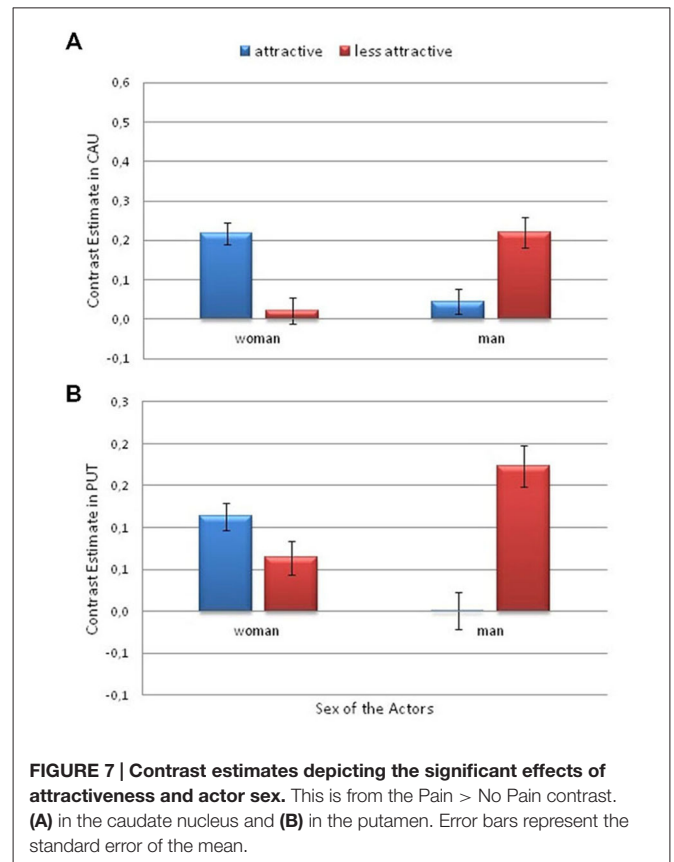 A
attractive less attractive
0,6
0,5
0,4
0,3
0,2
0,1
0,0
-0,1
Contrast Estimate in CAU
woman man
B
0,3
0,2
0,2
0,1
0,1
0,0
-0,1
-0,1
Contrast Estimate in PUT
woman man
Sex of the Actors
FIGURE 7 | Contrast estimates depicting the significant effects of
attractiveness and actor sex. This is from the Pain > No Pain contrast.
(A) in the caudate nucleus and (B) in the putamen. Error bars represent the
standard error of the mean.